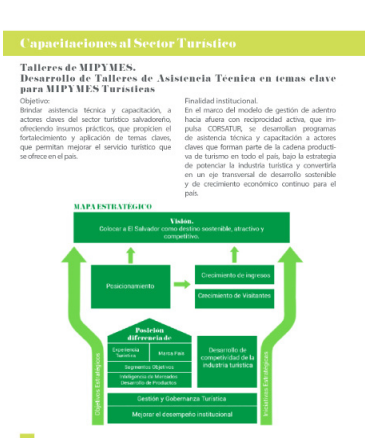 Capacitaciones al Sector Turístico
Talleres de MIPYMES.
Desarrollo de Talleres de Asistencia Técnica en temas clave
para MIPYMES Turísticas
Objetivo:
Brindar asistencia técnica y capacitación, a
actores claves del sector turístico salvadoreño,
ofreciendo insumos prácticos, que propicien el
fortalecimiento y aplicación de temas claves,
que permitan mejorar el servicio turístico que
se ofrece en el país.
Finalidad institucional.
En el marco del modelo de gestión de adentro
hacia afuera con reciprocidad activa, que im-
pulsa CORSATUR, se desarrollan programas
de asistencia técnica y capacitación a actores
claves que forman parte de la cadena producti-
va de turismo en todo el país, bajo la estrategia
de potenciar la industria turística y convertirla
en un eje transversal de desarrollo sostenible
y de crecimiento económico continuo para el
país.
MAPA ESTRATÉGICO
Vision.
Colocar a El Salvador como destino sostenible, atractivo y
competitivo.
Posicionamiento
Crecimiento de ingresos
Crecimiento de Visitantes
Posicion
diferencia de
Experiencia
Turística
Marca País
Segmentos Objetivos
Inteligencia de Mercados
Desarrollo de Productos
Desarrollo de
competividad de la
industria turística
Objetivos Estratégicos
Iniciativas Estratégicas
Gestión y Gobernanza Turística
Mejorar el desempeño institucional